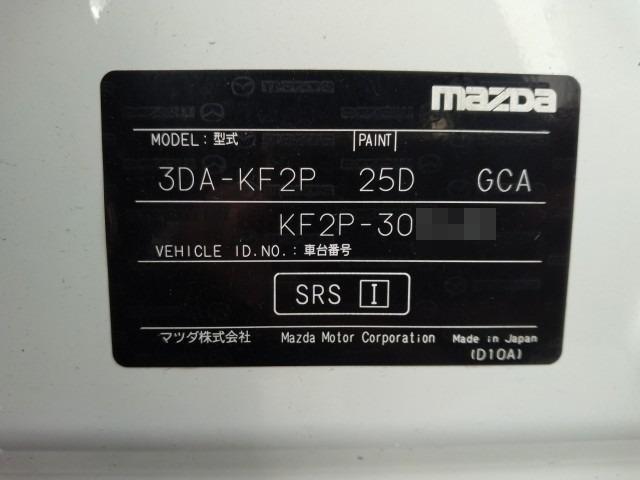 mazda
MODEL:型式 PAINT
3DA-KF2P 25D GCA
KF2P-30
VEHICLE ID.NO.:車台番号
SRS I
マツダ株式会社 Mazda Motor Corporation Made in Japan
(D10A)